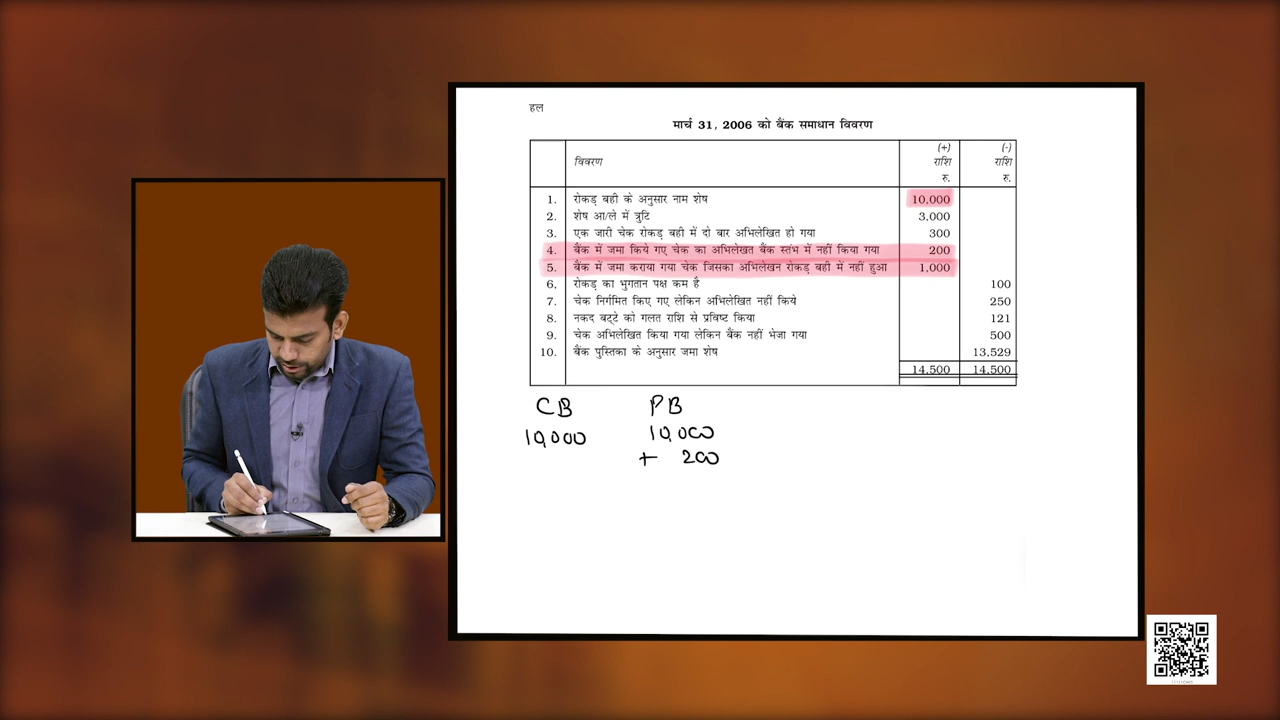 हल
मार्च 31, 2006 को बैंक समाधान विवरण
विवरण (+) राशि रु. (-) राशि रु.
1. रोकड़ बही के अनुसार नाम शेष 10,000
2. शेष आ/ले में त्रुटि 3,000
3. एक जारी चेक रोकड़ बही में दो बार अभिलेखित हो गया 300
4. बैंक में जमा किये गए चेक का अभिलेखत बैंक स्तंभ में नहीं किया गया 200
5. बैंक में जमा कराया गया चेक जिसका अभिलेखन रोकड़ बही में नहीं हुआ 1,000
6. रोकड़ का भुगतान पक्ष कम है 100
7. चेक निर्गमित किए गए लेकिन अभिलेखित नहीं किये 250
8. नकद बट्टे को गलत राशि से प्रविष्ट किया 121
9. चेक अभिलेखित किया गया लेकिन बैंक नहीं भेजा गया 500
10. बैंक पुस्तिका के अनुसार जमा शेष 13,529
14,500 14,500
CB PB
10,000 10,000
+ 200